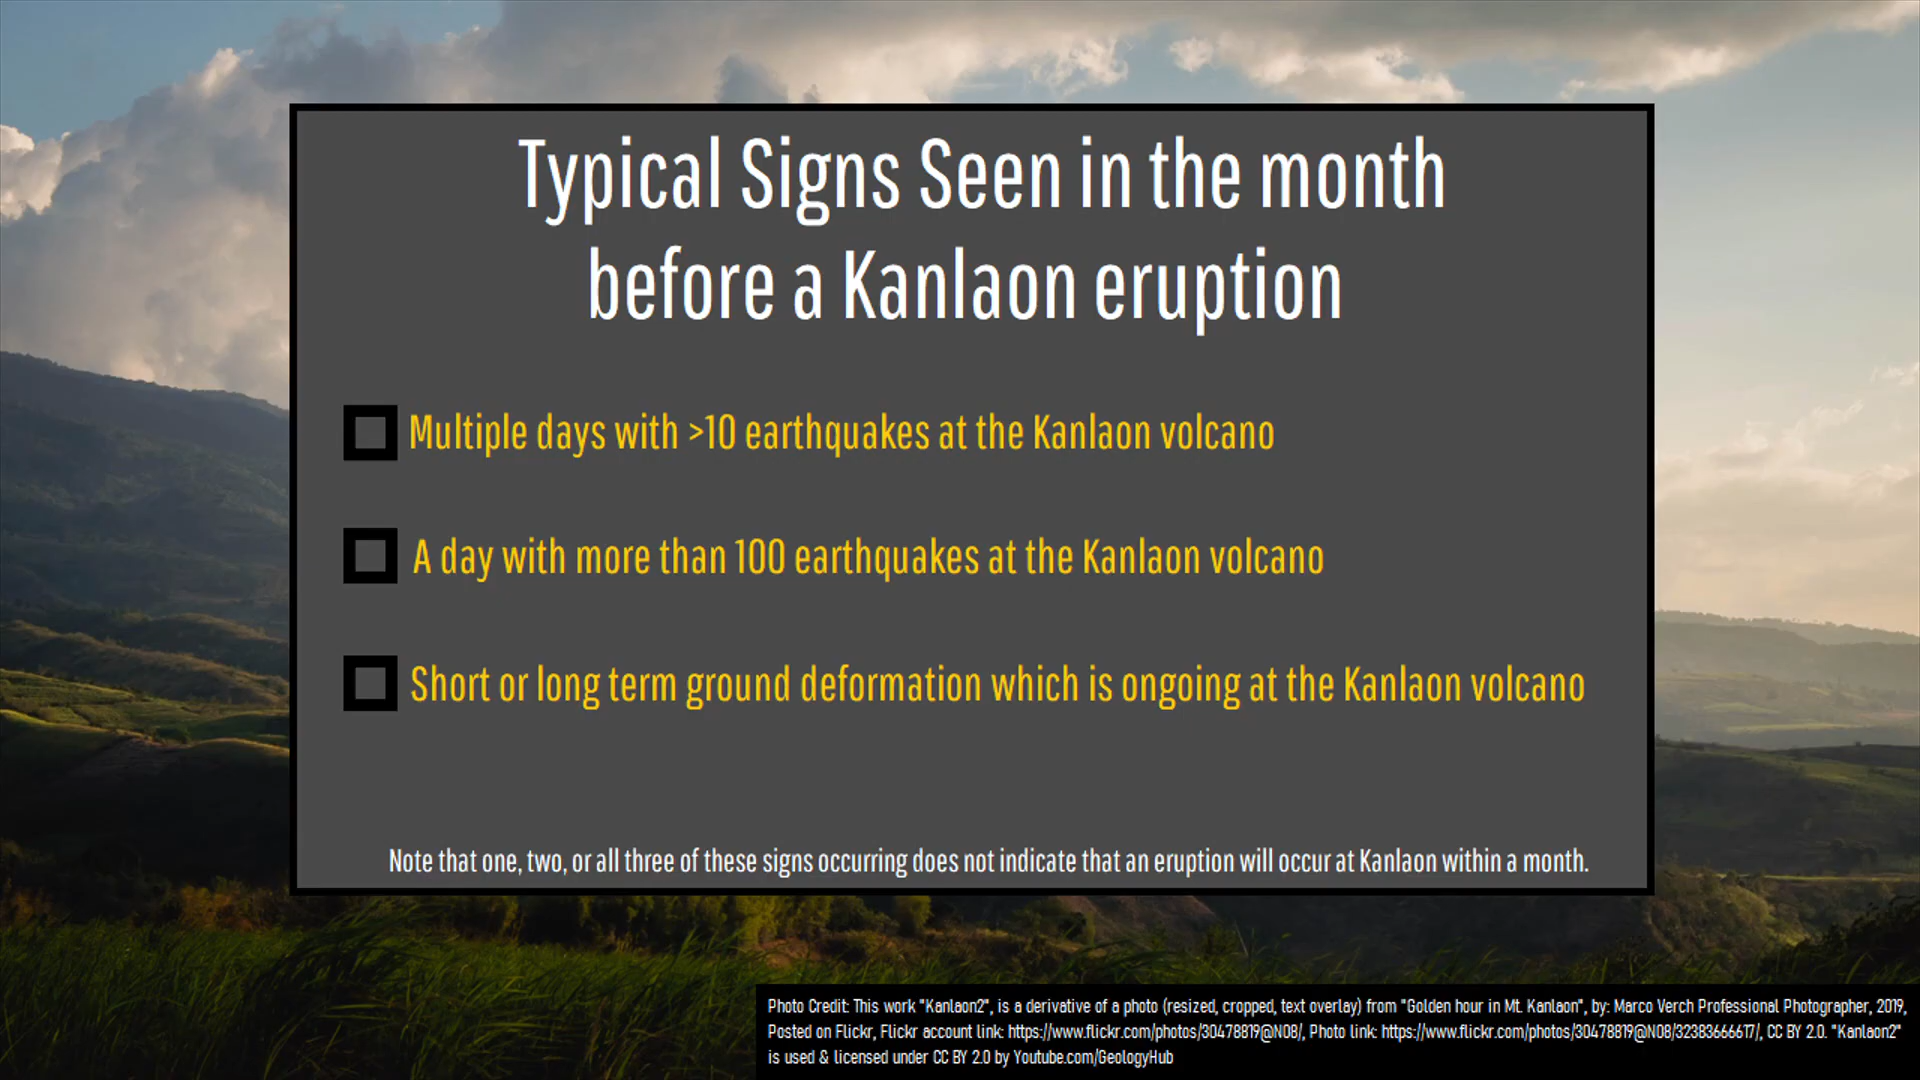 Typical Signs Seen in the month
before a Kanlaon eruption
Multiple days with >10 earthquakes at the Kanlaon volcano
A day with more than 100 earthquakes at the Kanlaon volcano
Short or long term ground deformation which is ongoing at the Kanlaon volcano
Note that one, two, or all three of these signs occurring does not indicate that an eruption will occur at Kanlaon within a month.
Photo Credit: This work "Kanlaon2", is a derivative of a photo (resized, cropped, text overlay) from "Golden hour in Mt. Kanlaon", by: Marco Verch Professional Photographer, 2019,
Posted on Flickr, Flickr account link: https://www.flickr.com/photos/30478819@N08/, Photo link: https://www.flickr.com/photos/30478819@N08/32383666617/, CC BY 2.0. "Kanlaon2"
is used & licensed under CC BY 2.0 by Youtube.com/GeologyHub